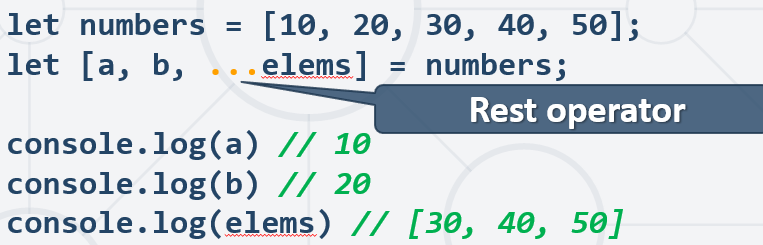 let numbers = [10, 20, 30, 40, 50];
let [a, b, ...elems] = numbers;
Rest operator
console.log(a) // 10
console.log(b) // 20
console.log(elems) // [30, 40, 50]